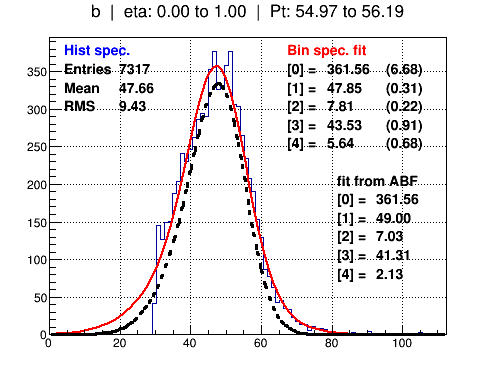 b | eta: 0.00 to 1.00 | Pt: 54.97 to 56.19
Hist spec.
Entries 7317
Mean 47.66
RMS 9.43
Bin spec. fit
[0] = 361.56 (6.68)
[1] = 47.85 (0.31)
[2] = 7.81 (0.22)
[3] = 43.53 (0.91)
[4] = 5.64 (0.68)
fit from ABF
[0] = 361.56
[1] = 49.00
[2] = 7.03
[3] = 41.31
[4] = 2.13
350
300
250
200
150
100
50
0
0 20 40 60 80 100